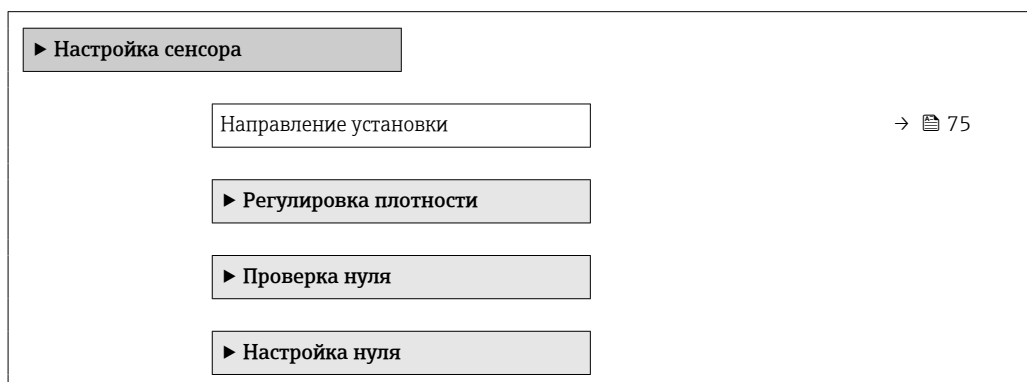 ► Настройка сенсора
Направление установки → 75
► Регулировка плотности
► Проверка нуля
► Настройка нуля